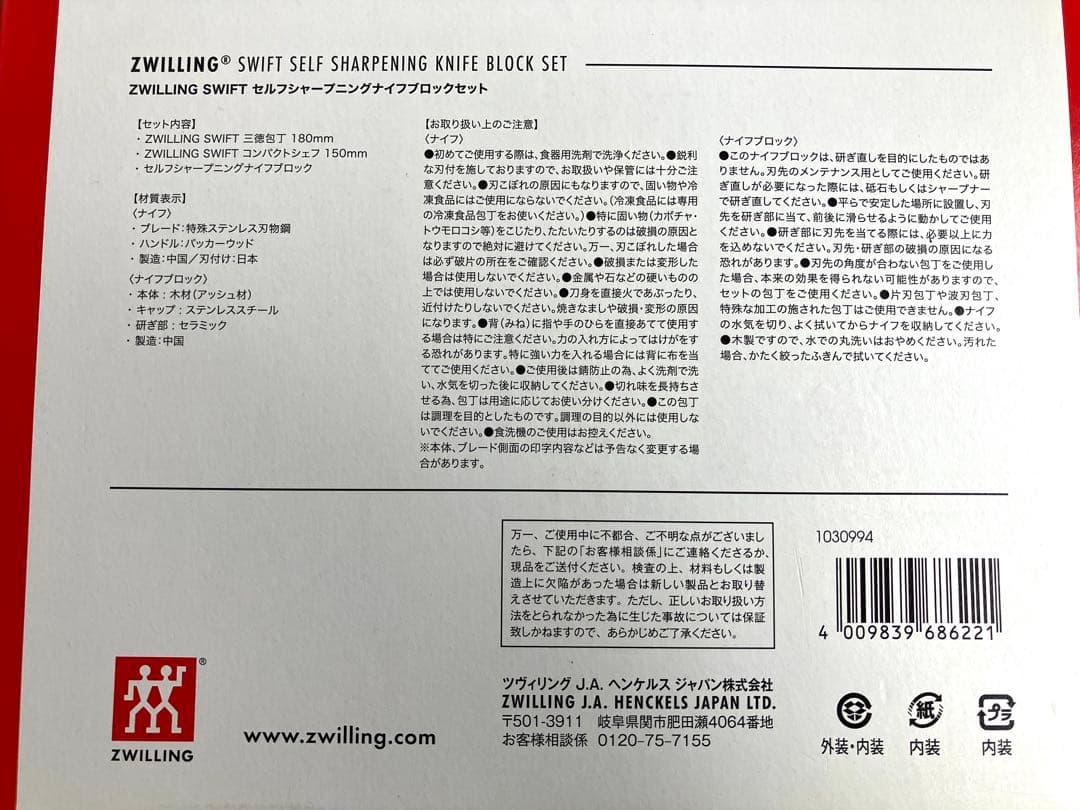 ZWILLING® SWIFT SELF SHARPENING KNIFE BLOCK SET
ZWILLING SWIFT セルフシャープニングナイフブロックセット
【セット内容】
・ZWILLING SWIFT 三徳包丁 180mm
・ZWILLING SWIFT コンパクトシェフ 150mm
・セルフシャープニングナイフブロック
【材質表示】
〈ナイフ〉
・ブレード：特殊ステンレス刃物鋼
・ハンドル：パッカーウッド
・製造：中国／刃付け：日本
〈ナイフブロック〉
・本体：木材（アッシュ材）
・キャップ：ステンレススチール
・研ぎ部：セラミック
・製造：中国
【お取り扱い上のご注意】
〈ナイフ〉
●初めてご使用する際は、食器用洗剤で洗浄ください。●鋭利
な刃付を施しておりますので、お取扱いや保管には十分ご注
意ください。●刃こぼれの原因にもなりますので、固い物や冷
凍食品にはご使用にならないでください。（冷凍食品には専用
の冷凍食品包丁をお使いください。）●特に固い物（カボチャ・
トウモロコシ等）をこじたり、たたいたりするのは破損の原因と
なりますので絶対に避けてください。万一、刃こぼれした場合
は必ず破片の所在をご確認ください。●破損または変形した
場合は使用しないでください。●金属や石などの硬いものの
上では使用しないでください。●刀身を直接火であぶったり、
近付けたりしないでください。焼きなましや破損・変形の原因
になります。●背（みね）に指や手のひらを直接あてて使用す
る場合は特にご注意ください。力の入れ方によってはけがをす
る恐れがあります。特に強い力を入れる場合には背に布を当
ててご使用ください。●ご使用後は錆防止の為、よく洗剤で洗
い、水気を切った後に収納してください。●切れ味を長持ちさ
せる為、包丁は用途に応じてお使い分けください。●この包丁
は調理を目的としたものです。調理の目的以外には使用しな
いでください。●食洗機のご使用はお控えください。
※本体、ブレード側面の印字内容などは予告なく変更する場
合があります。
〈ナイフブロック〉
●このナイフブロックは、研ぎ直しを目的にしたものではあ
りません。刃先のメンテナンス用としてご使用ください。研
ぎ直しが必要になった際には、砥石もしくはシャープナー
で研ぎ直してください。●平らで安定した場所に設置し、刃
先を研ぎ部に当て、前後に滑らせるように動かしてご使用
ください。●研ぎ部に刃先を当てる際には、必要以上に力
を込めないでください。刃先・研ぎ部の破損の原因になる
恐れがあります。●刃先の角度が合わない包丁をご使用し
た場合、本来の効果を得られない可能性がありますので、
セットの包丁をご使用ください。●片刃包丁や波刃包丁、
特殊な加工の施された包丁はご使用できません。●ナイフ
の水気を切り、よく拭いてからナイフを収納してください。
●木製ですので、水での丸洗いはおやめください。汚れた
場合、かたく絞ったふきんで拭いてください。
万一、ご使用中に不都合、ご不明な点がございまし
たら、下記の「お客様相談係」にご連絡くださるか、
現品をご送付ください。検査の上、材料もしくは製
造上に欠陥があった場合は新しい製品とお取り替
えさせていただきます。ただし、正しいお取り扱い方
法をとられなかった為に生じた事故については保証
致しかねますので、あらかじめご了承ください。
1030994
4 009839 686221
ZWILLING
®
www.zwilling.com
ツヴィリング J.A. ヘンケルス ジャパン株式会社
ZWILLING J.A. HENCKELS JAPAN LTD.
〒501-3911 岐阜県関市肥田瀬4064番地
お客様相談係 0120-75-7155
紙
プラ
外装・内装
内装
内装